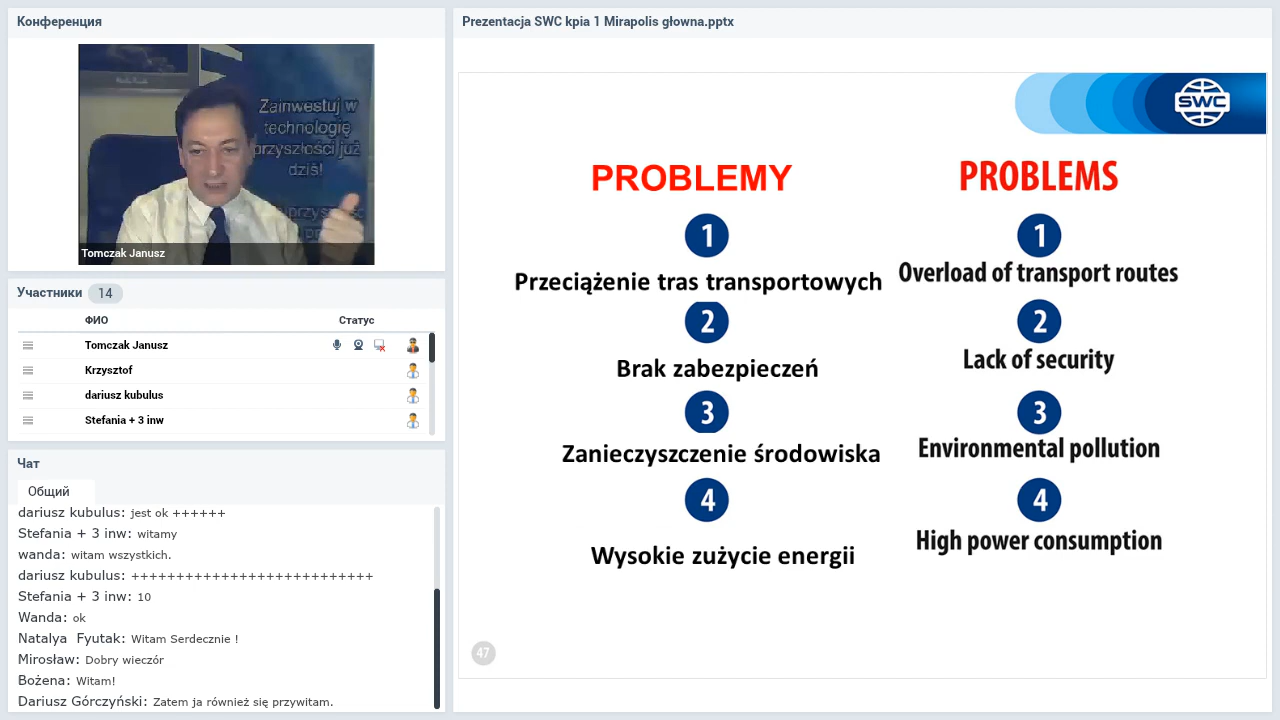 Конференция
Zainwestuj w
technologię
przyszłości już
dziś!
Tomczak Janusz
Участники 14
ФИО Статус
Tomczak Janusz
Krzysztof
dariusz kubulus
Stefania + 3 inw
Чат
Общий
dariusz kubulus: jest ok ++++++
Stefania + 3 inw: witamy
wanda: witam wszystkich.
dariusz kubulus: +++++++++++++++++++++++++++
Stefania + 3 inw: 10
Wanda: ok
Natalya Fyutak: Witam Serdecznie !
Mirosław: Dobry wieczór
Bożena: Witam!
Dariusz Górczyński: Zatem ja również się przywitam.
Prezentacja SWC kpia 1 Mirapolis głowna.pptx
SWC
PROBLEMY
1
Przeciążenie tras transportowych
2
Brak zabezpieczeń
3
Zanieczyszczenie środowiska
4
Wysokie zużycie energii
PROBLEMS
1
Overload of transport routes
2
Lack of security
3
Environmental pollution
4
High power consumption
47